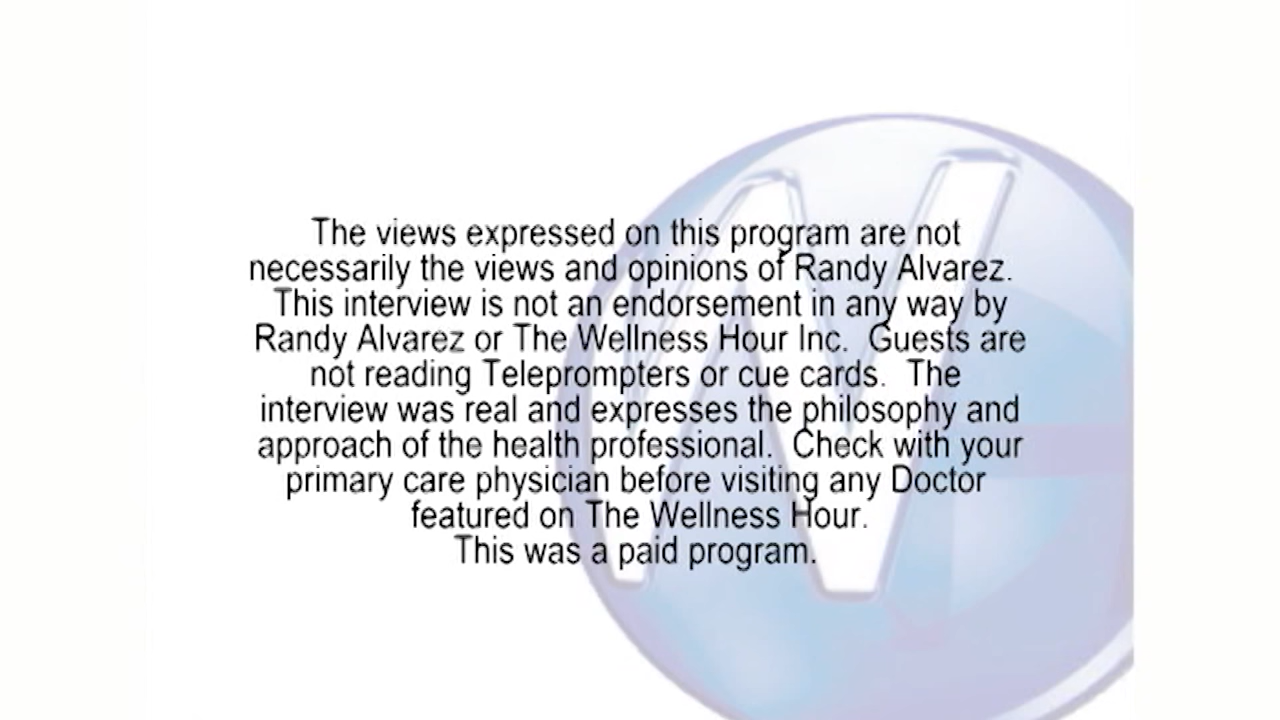 The views expressed on this program are not
necessarily the views and opinions of Randy Alvarez.
This interview is not an endorsement in any way by
Randy Alvarez or The Wellness Hour Inc.  Guests are
not reading Teleprompters or cue cards.  The
interview was real and expresses the philosophy and
approach of the health professional.  Check with your
primary care physician before visiting any Doctor
featured on The Wellness Hour.
This was a paid program.